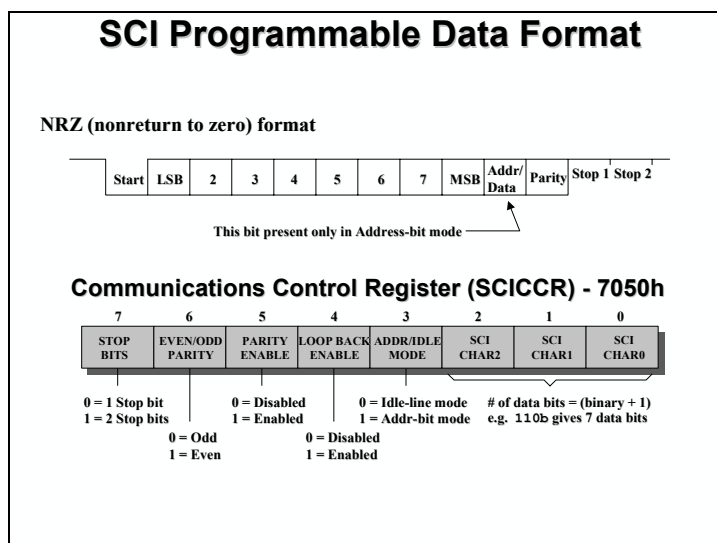 SCI Programmable Data Format
NRZ (nonreturn to zero) format
Start LSB 2 3 4 5 6 7 MSB Addr/ Data Parity Stop 1 Stop 2
This bit present only in Address-bit mode
Communications Control Register (SCICCR) - 7050h
7 6 5 4 3 2 1 0
STOP BITS EVEN/ODD PARITY PARITY ENABLE LOOP BACK ENABLE ADDR/IDLE MODE SCI CHAR2 SCI CHAR1 SCI CHAR0
0 = 1 Stop bit
1 = 2 Stop bits
0 = Odd
1 = Even
0 = Disabled
1 = Enabled
0 = Disabled
1 = Enabled
0 = Idle-line mode
1 = Addr-bit mode
# of data bits = (binary + 1)
e.g. 110b gives 7 data bits